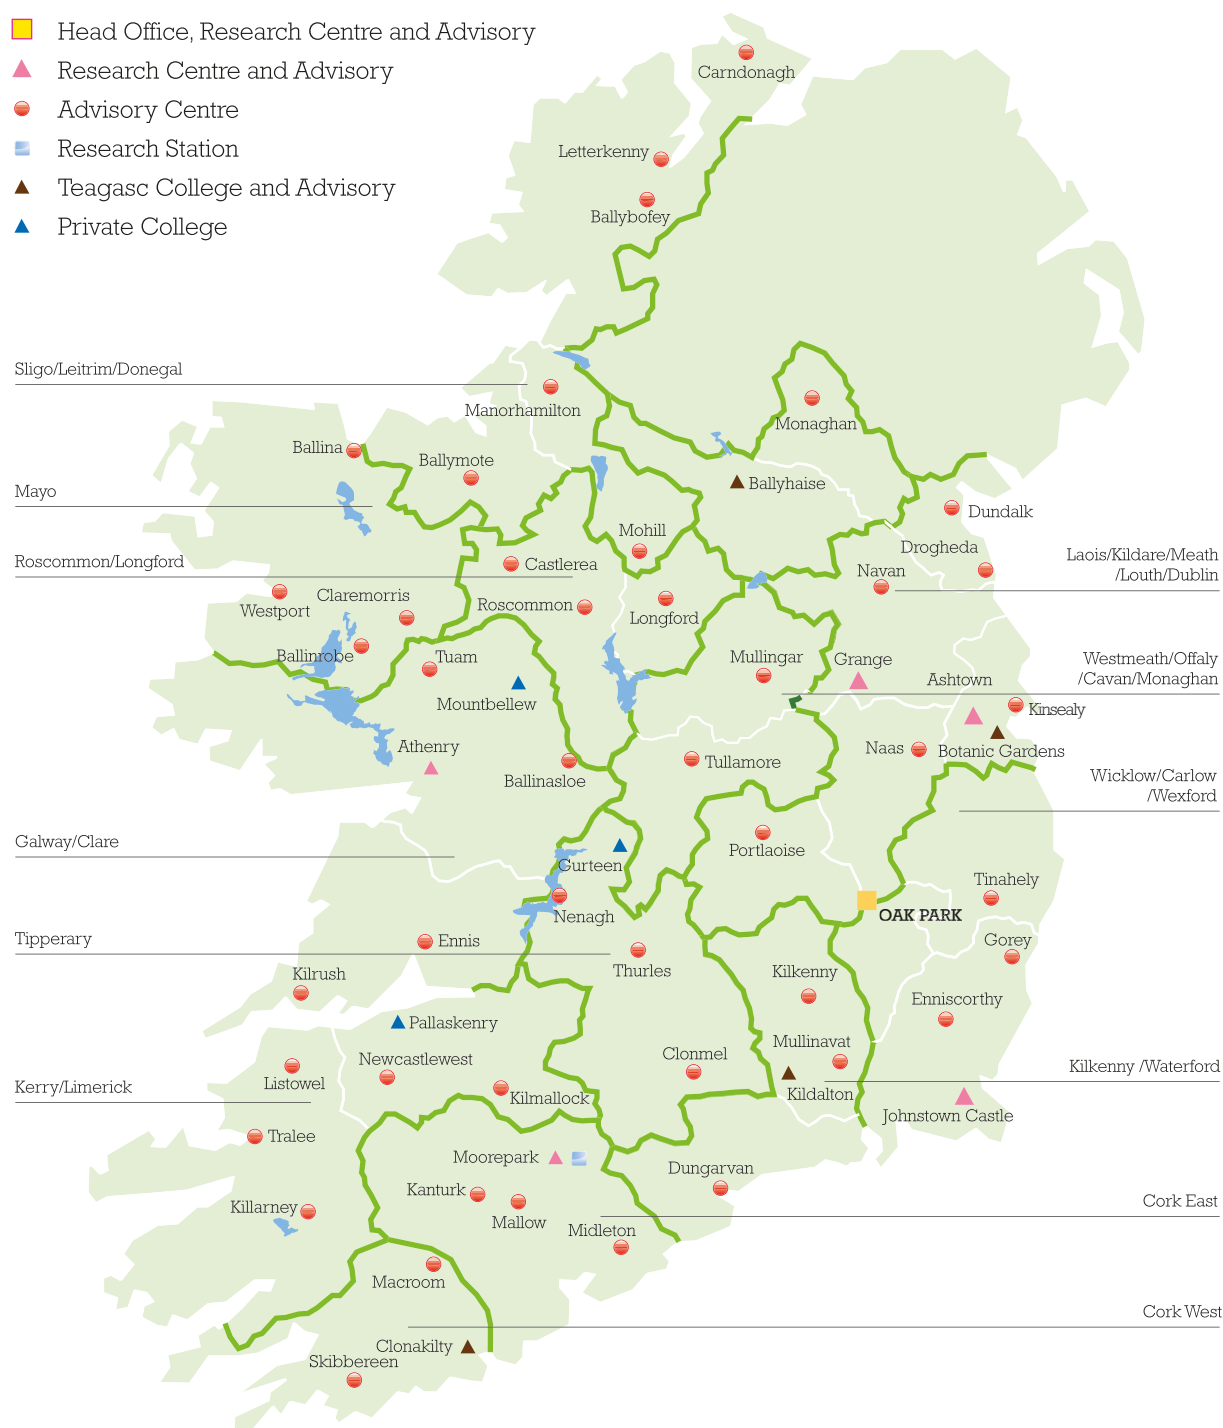 Head Office, Research Centre and Advisory
Research Centre and Advisory
Advisory Centre
Research Station
Teagasc College and Advisory
Private College
Carndonagh
Letterkenny
Ballybofey
Sligo/Leitrim/Donegal
Manorhamilton
Monaghan
Ballina
Ballymote
Ballyhaise
Mayo
Dundalk
Mohill
Drogheda
Roscommon/Longford
Castlerea
Laois/Kildare/Meath
/Louth/Dublin
Navan
Westport
Claremorris
Roscommon
Longford
Ballinrobe
Tuam
Mullingar
Grange
Westmeath/Offaly
/Cavan/Monaghan
Ashtown
Mountbellew
Kinsealy
Athenry
Naas
Botanic Gardens
Ballinasloe
Tullamore
Wicklow/Carlow
/Wexford
Galway/Clare
Gurteen
Portlaoise
Tinahely
Nenagh
OAK PARK
Tipperary
Ennis
Gorey
Thurles
Kilkenny
Kilrush
Enniscorthy
Pallaskenry
Mullinavat
Newcastlewest
Clonmel
Kilkenny /Waterford
Kerry/Limerick
Listowel
Kilmallock
Kildalton
Johnstown Castle
Tralee
Moorepark
Dungarvan
Kanturk
Cork East
Killarney
Mallow
Midleton
Macroom
Cork West
Clonakilty
Skibbereen